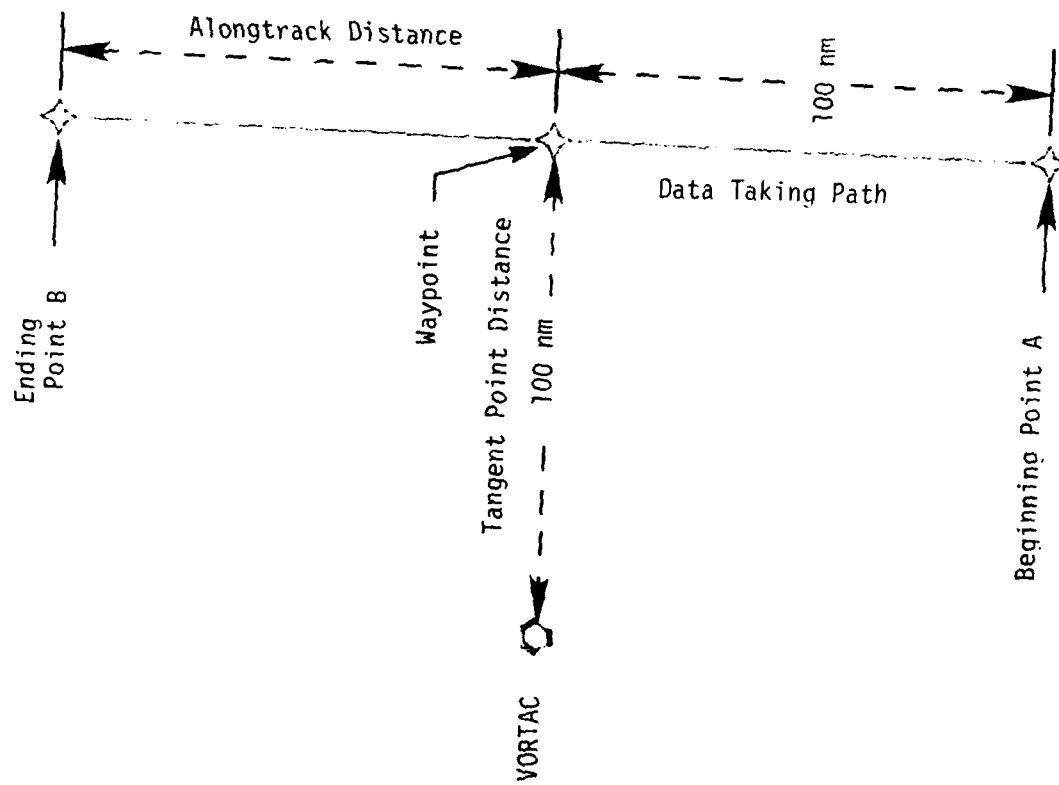 Alongtrack Distance
100 nm
Data Taking Path
Ending
Point B
Waypoint
Tangent Point Distance
100 nm
Beginning Point A
VORTAC